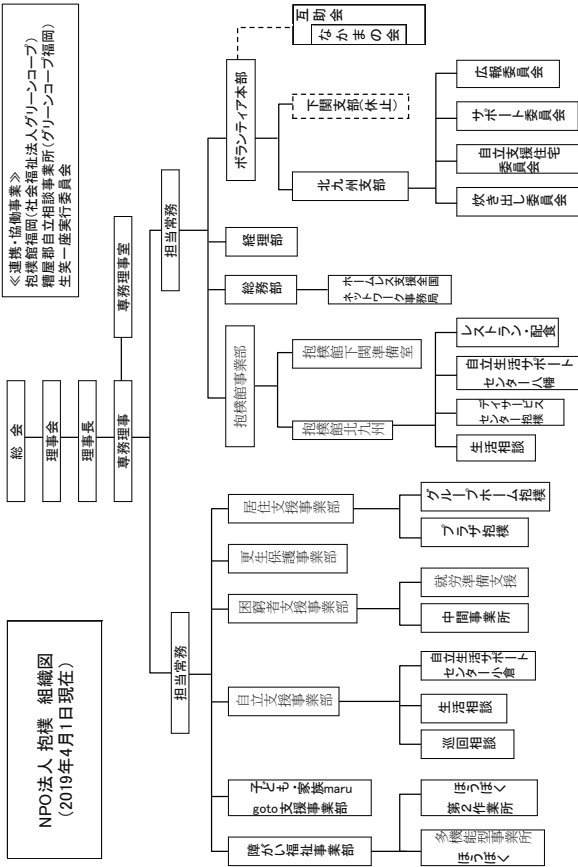 NPO法人 抱樸 組織図
(2019年4月1日現在)
≪連携・協働事業≫
抱樸館福岡(社会福祉法人グリーンコープ)
糟屋郡自立相談事業所(グリーンコープ福岡)
生笑一座実行委員会
総 会
理事会
理事長
専務理事
専務理事室
担当常務
担当常務
障がい福祉事業部
子ども・家族maru
goto支援事業部
自立支援事業部
困窮者支援事業部
更生保護事業部
居住支援事業部
抱樸館事業部
総務部
経理部
ボランティア本部
互助会
なかまの会
多機能型事業所
ほうぼく
ほうぼく
第2作業所
巡回相談
生活相談
自立生活サポート
センター小倉
中間事業所
就労準備支援
プラザ抱樸
グループホーム抱樸
抱樸館北九州
抱樸館下関準備室
生活相談
デイサービス
センター抱樸
自立生活サポート
センター八幡
レストラン・配食
ホームレス支援全国
ネットワーク事務局
北九州支部
下関支部(休止)
炊き出し委員会
自立支援住宅
委員会
サポート委員会
広報委員会